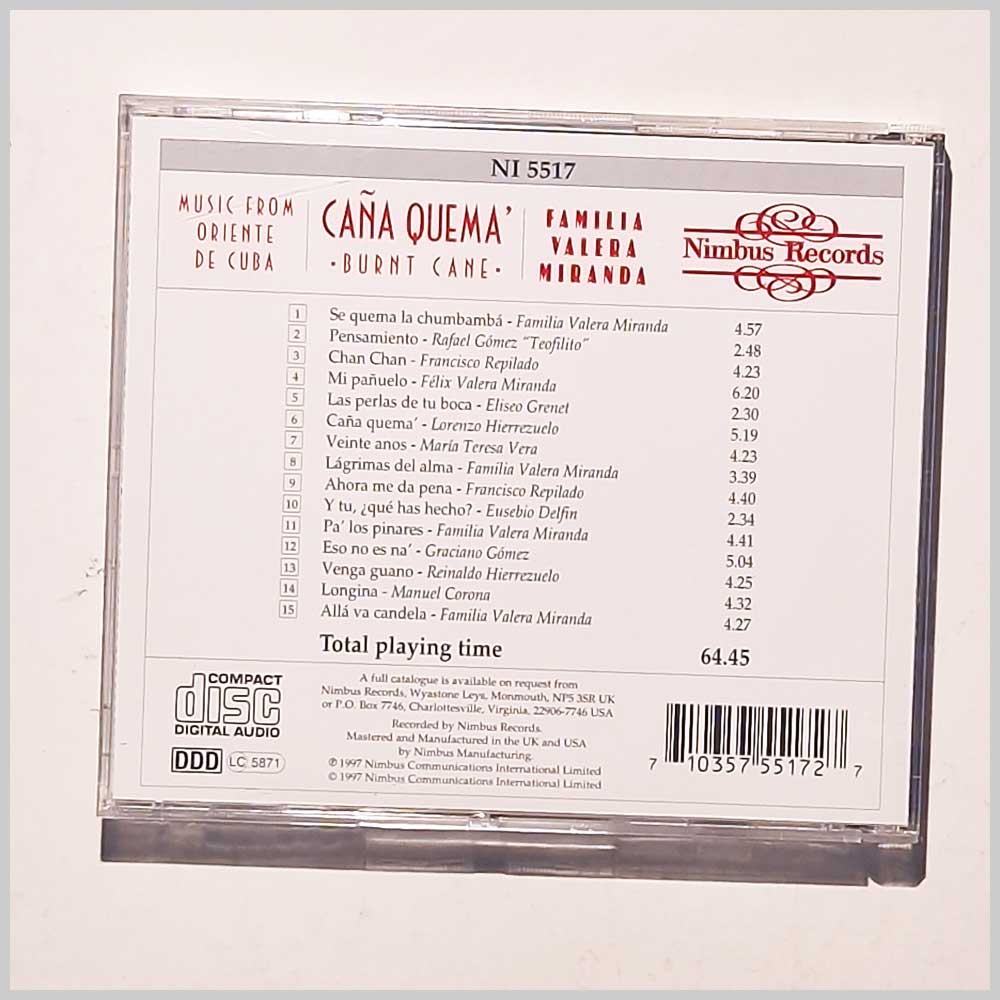 NI 5517
MUSIC FROM
ORIENTE
DE CUBA
CAÑA QUEMA'
·BURNT CANE·
FAMILIA
VALERA
MIRANDA
Nimbus Records
1 Se quema la chumbambá - Familia Valera Miranda 4.57
2 Pensamiento - Rafael Gómez "Teofilito" 2.48
3 Chan Chan - Francisco Repilado 4.23
4 Mi pañuelo - Félix Valera Miranda 6.20
5 Las perlas de tu boca - Eliseo Grenet 2.30
6 Caña quema' - Lorenzo Hierrezuelo 5.19
7 Veinte anos - María Teresa Vera 4.23
8 Lágrimas del alma - Familia Valera Miranda 3.39
9 Ahora me da pena - Francisco Repilado 4.40
10 Y tu, ¿qué has hecho? - Eusebio Delfin 2.34
11 Pa' los pinares - Familia Valera Miranda 4.41
12 Eso no es na' - Graciano Gómez 5.04
13 Venga guano - Reinaldo Hierrezuelo 4.25
14 Longina - Manuel Corona 4.32
15 Allá va candela - Familia Valera Miranda 4.27
Total playing time 64.45
COMPACT
disc
DIGITAL AUDIO
DDD LC 5871
A full catalogue is available on request from
Nimbus Records, Wyastone Leys, Monmouth, NP5 3SR UK
or P.O. Box 7746, Charlottesville, Virginia, 22906-7746 USA
Recorded by Nimbus Records.
Mastered and Manufactured in the UK and USA
by Nimbus Manufacturing.
℗ 1997 Nimbus Communications International Limited
© 1997 Nimbus Communications International Limited
7 10357 55172 7